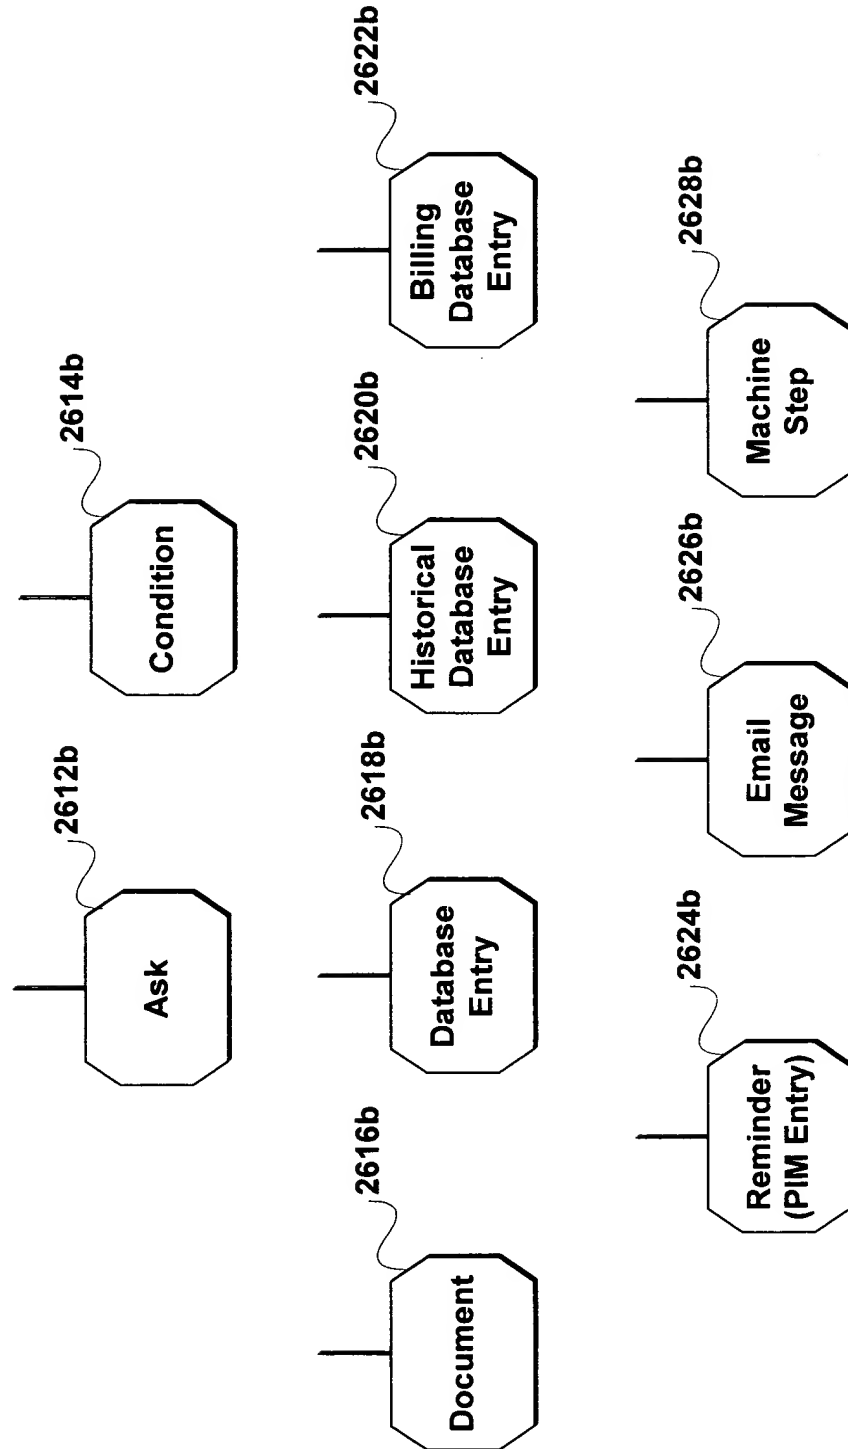 2612b
Ask
2614b
Condition
2616b
Document
2618b
Database
Entry
2620b
Historical
Database
Entry
2622b
Billing
Database
Entry
2624b
Reminder
(PIM Entry)
2626b
Email
Message
2628b
Machine
Step